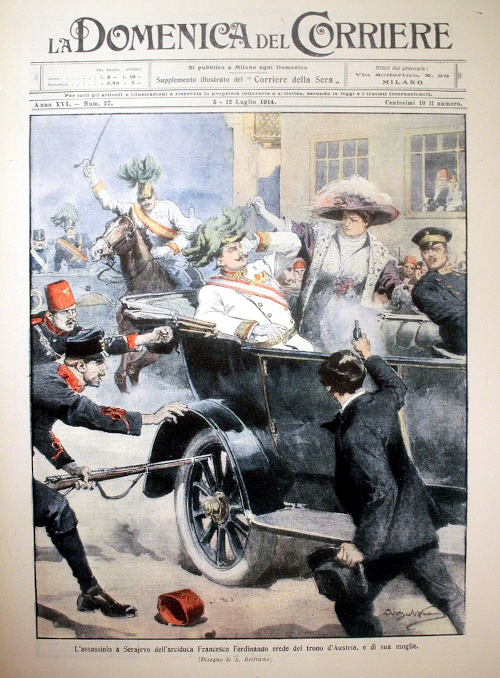 LA DOMENICA DEL CORRIERE
Si pubblica a Milano ogni Domenica
Supplemento illustrato del "Corriere della Sera"
Uffici del giornale:
Via Solferino, N. 28
MILANO
Per tutti gli articoli e illustrazioni è riservata la proprietà letteraria e artistica, secondo le leggi e i trattati internazionali.
Anno XVI. - Num. 27.
5 - 12 Luglio 1914.
Centesimi 10 il numero.
L'assassinio a Serajevo dell'arciduca Francesco Ferdinando erede del trono d'Austria, e di sua moglie.
(Disegno di A. Beltrame)